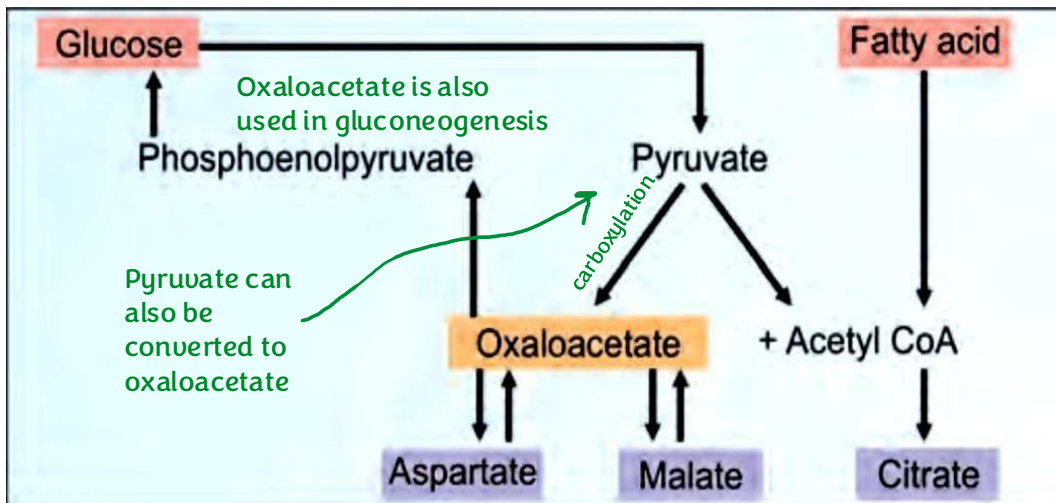 Glucose
Fatty acid
Oxaloacetate is also
used in gluconeogenesis
Phosphoenolpyruvate
Pyruvate
carboxylation
Pyruvate can
also be
converted to
oxaloacetate
Oxaloacetate
+ Acetyl CoA
Aspartate
Malate
Citrate